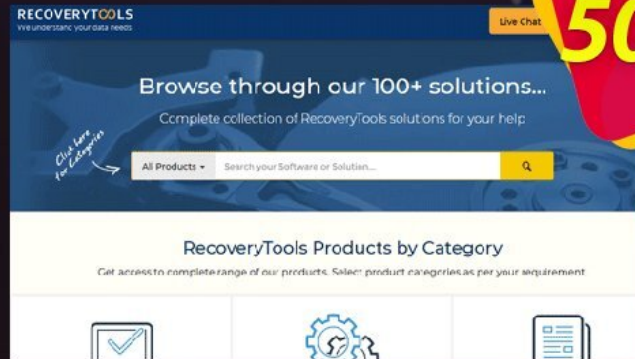 RECOVERYTOOLS
We understand your data needs
Live Chat
50
Browse through our 100+ solutions...
Complete collection of RecoveryTools solutions for your help
Click here
for Categories
All Products
Search your Software or Solution...
RecoveryTools Products by Category
Get access to complete range of our products. Select product categories as per your requirement